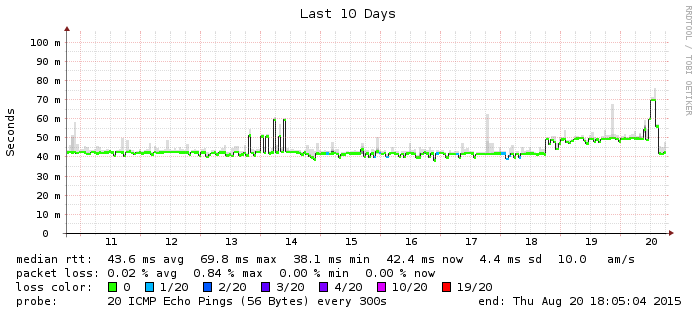 Last 10 Days
RRDTOOL / TOBI OETIKER
Seconds
100 m
90 m
80 m
70 m
60 m
50 m
40 m
30 m
20 m
10 m
0
11 12 13 14 15 16 17 18 19 20
median rtt: 43.6 ms avg 69.8 ms max 38.1 ms min 42.4 ms now 4.4 ms sd 10.0 am/s
packet loss: 0.02 % avg 0.84 % max 0.00 % min 0.00 % now
loss color: 0 1/20 2/20 3/20 4/20 10/20 19/20
probe: 20 ICMP Echo Pings (56 Bytes) every 300s end: Thu Aug 20 18:05:04 2015